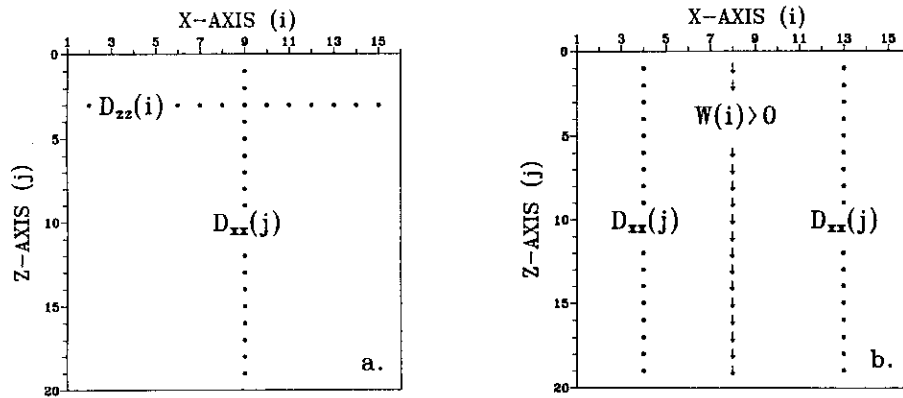 X-AXIS (i)
1 3 5 7 9 11 13 15
0
5
10
15
20
Z-AXIS (j)
D_zz(i)
D_xx(j)
a.
X-AXIS (i)
1 4 5 7 9 11 13 15
0
5
10
15
20
Z-AXIS (j)
W(i)>0
D_xx(j) D_xx(j)
b.